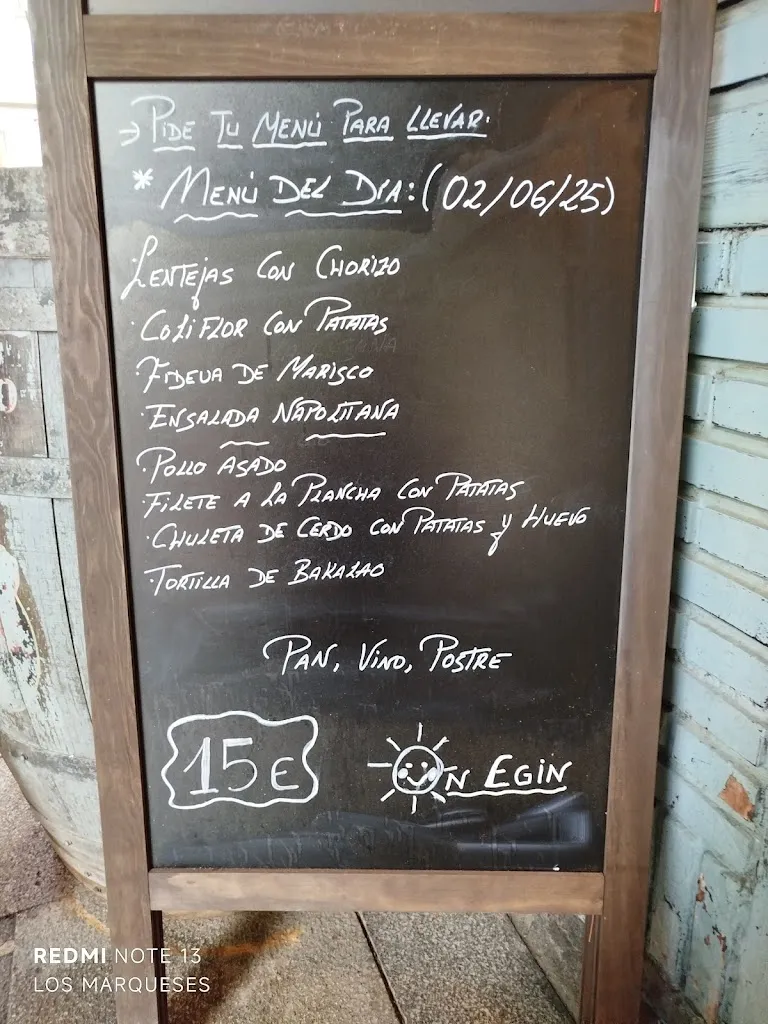 → PIDE TU MENÚ PARA LLEVAR.
* MENÚ DEL DIA: (02/06/25)
LENTEJAS CON CHORIZO
· COLIFLOR CON PATATAS
· FIDEUA DE MARISCO
· ENSALADA NAPOLITANA
· POLLO ASADO
· FILETE A LA PLANCHA CON PATATAS
· CHULETA DE CERDO CON PATATAS Y HUEVO
· TORTILLA DE BAKALAO
PAN, VINO, POSTRE
15 €
ON EGIN
REDMI NOTE 13
LOS MARQUESES